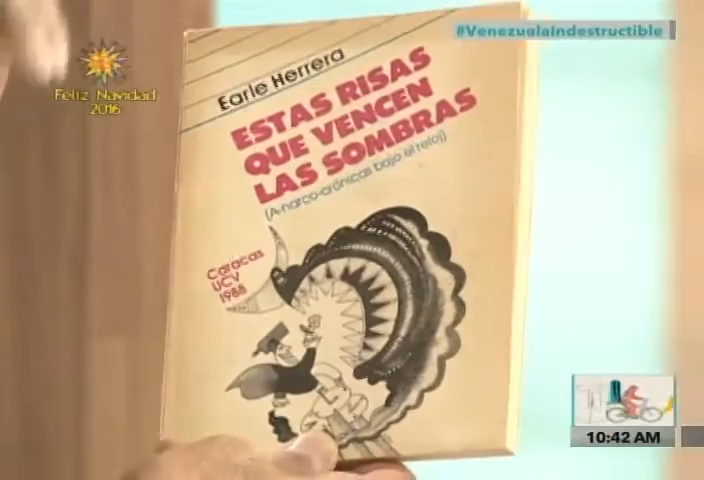 #VenezualaIndestructible
Feliz Navidad
2016
Earle Herrera
ESTAS RISAS
QUE VENCEN
LAS SOMBRAS
(A-narco-crónicas bajo el reloj)
Caracas
UCV
1988
10:42 AM